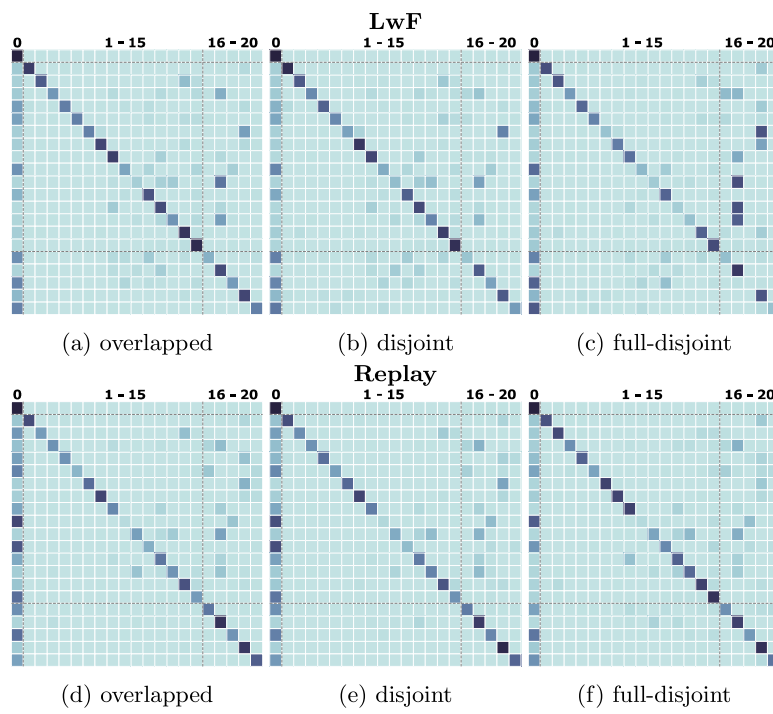 LwF
0 1 - 15 16 - 20 0 1 - 15 16 - 20 0 1 - 15 16 - 20
(a) overlapped (b) disjoint (c) full-disjoint
Replay
0 1 - 15 16 - 20 0 1 - 15 16 - 20 0 1 - 15 16 - 20
(d) overlapped (e) disjoint (f) full-disjoint